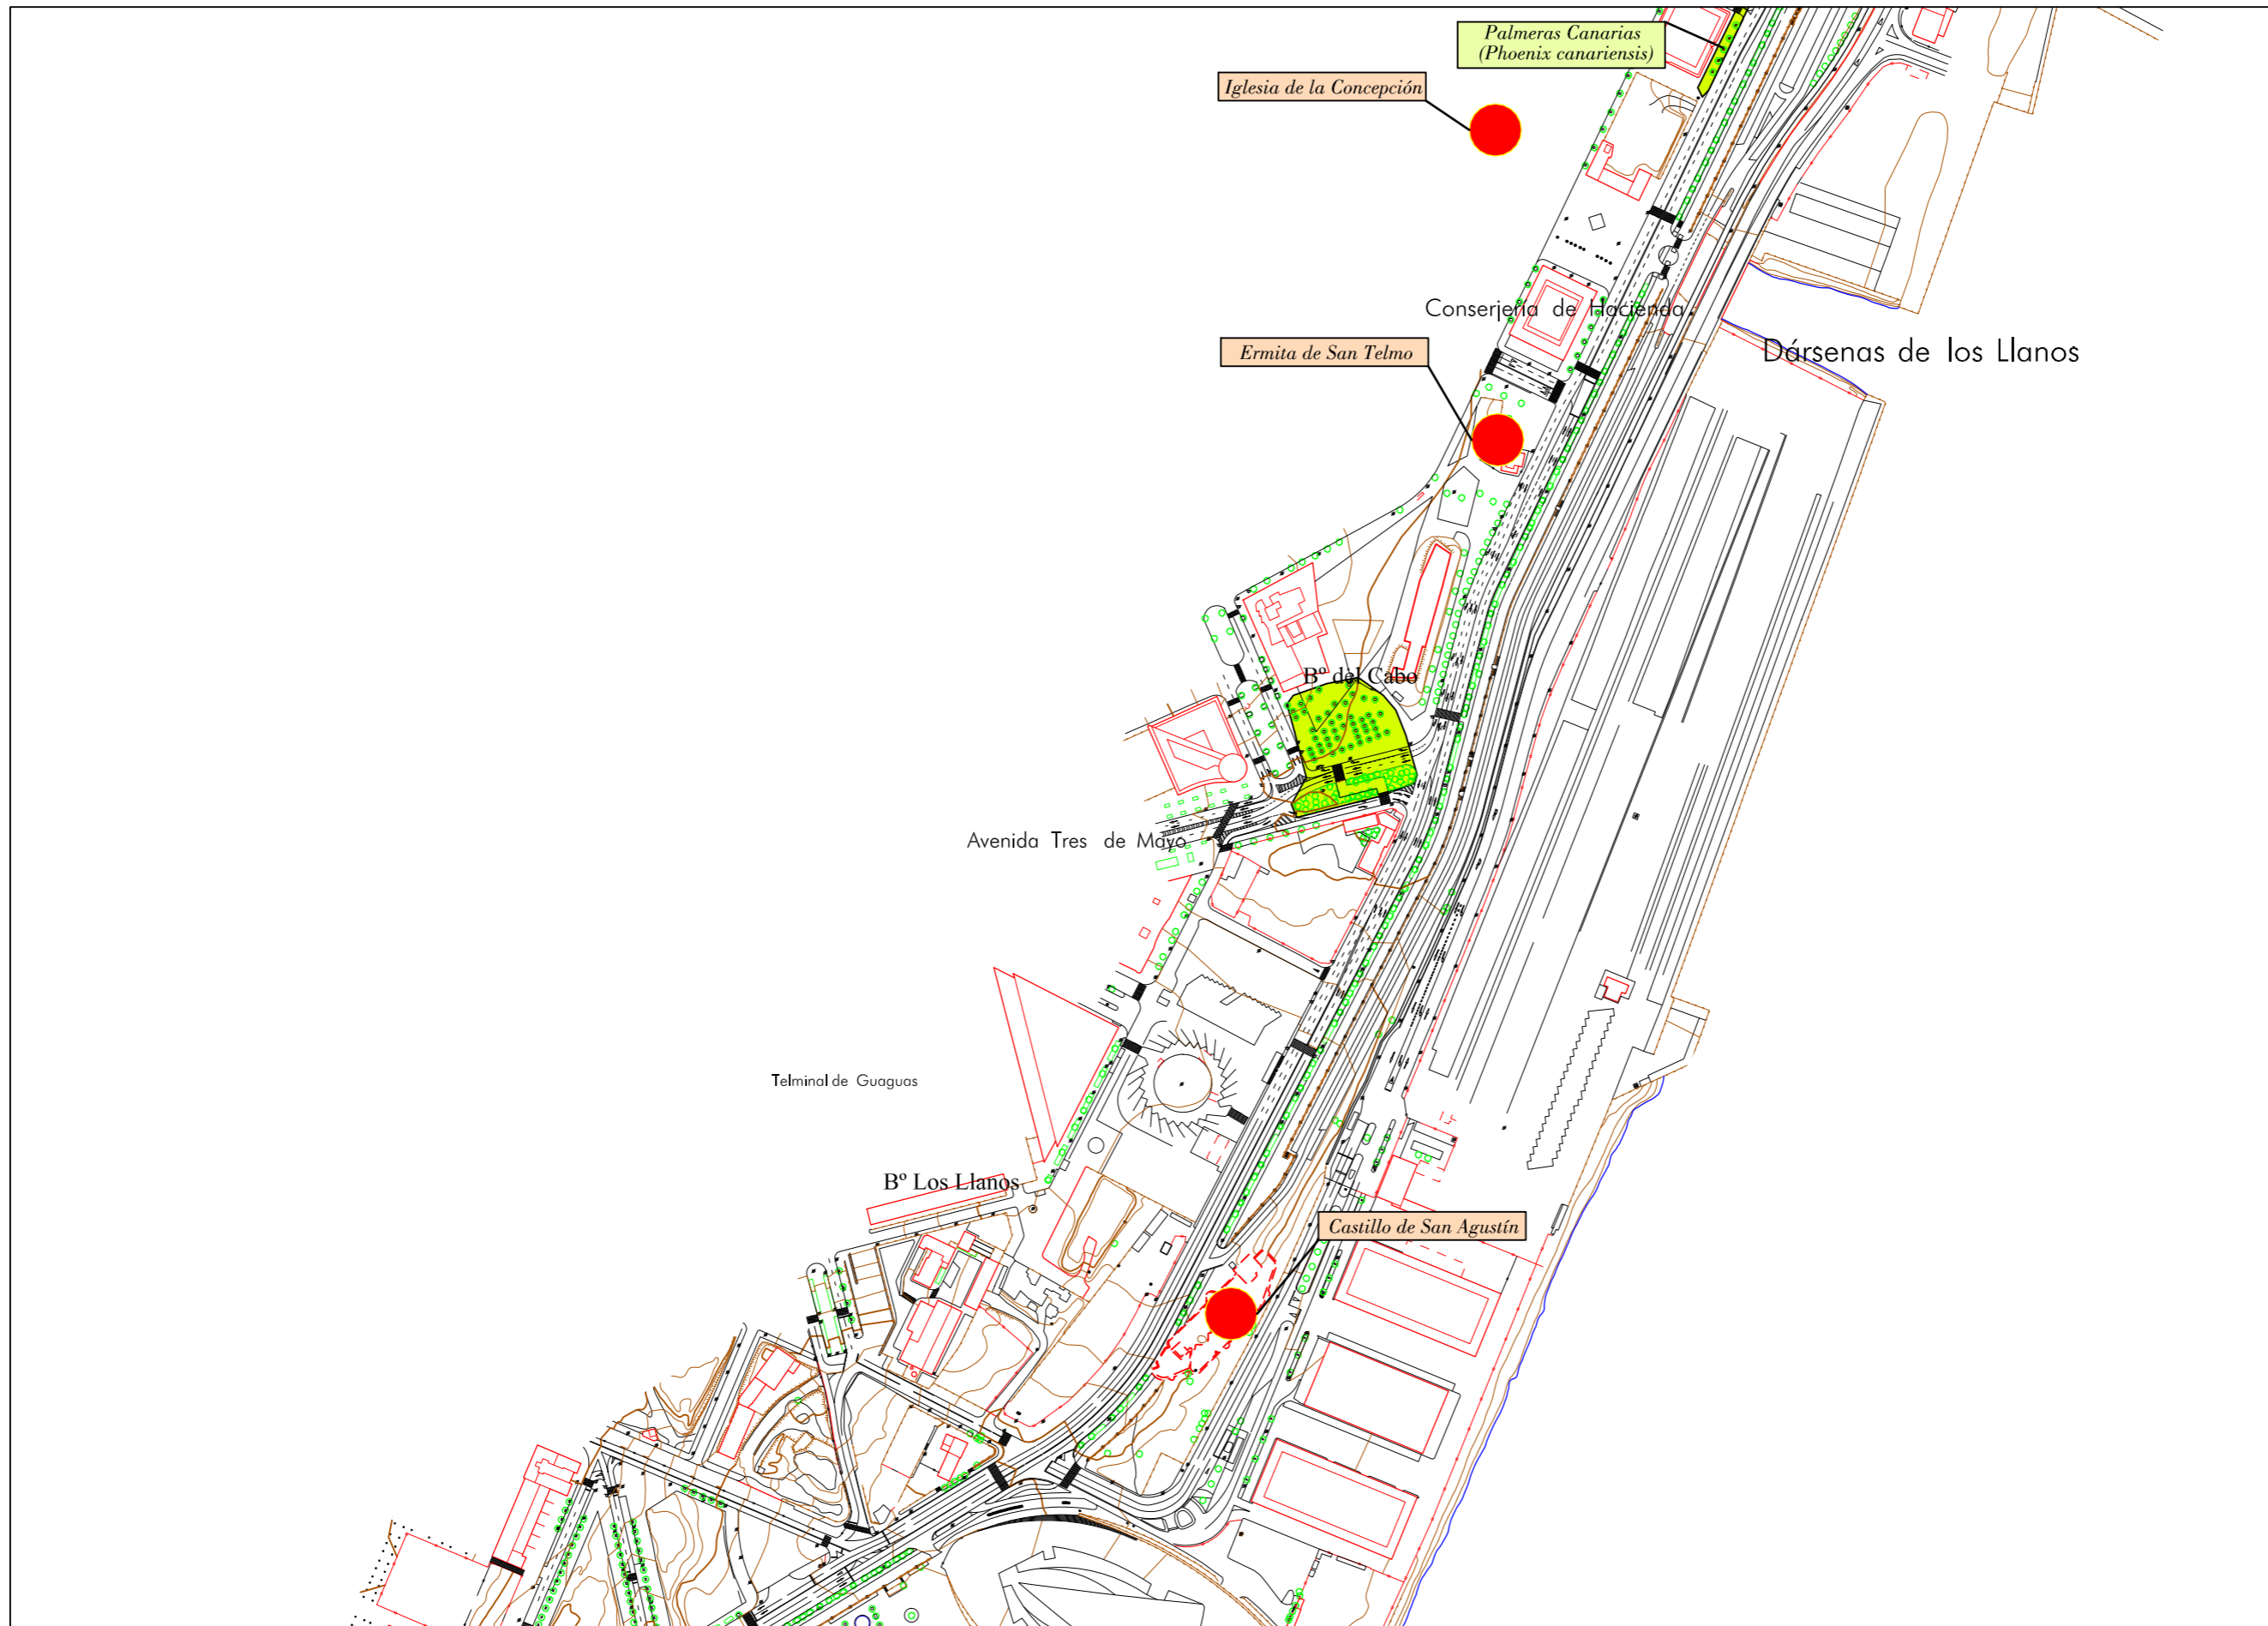 Palmeras Canarias
(Phoenix canariensis)
Iglesia de la Concepción
Conserjería de Hacienda
Ermita de San Telmo
Dársenas de los Llanos
Bº del Cabo
Avenida Tres de Mayo
Telminal de Guaguas
Bº Los Llanos
Castillo de San Agustín